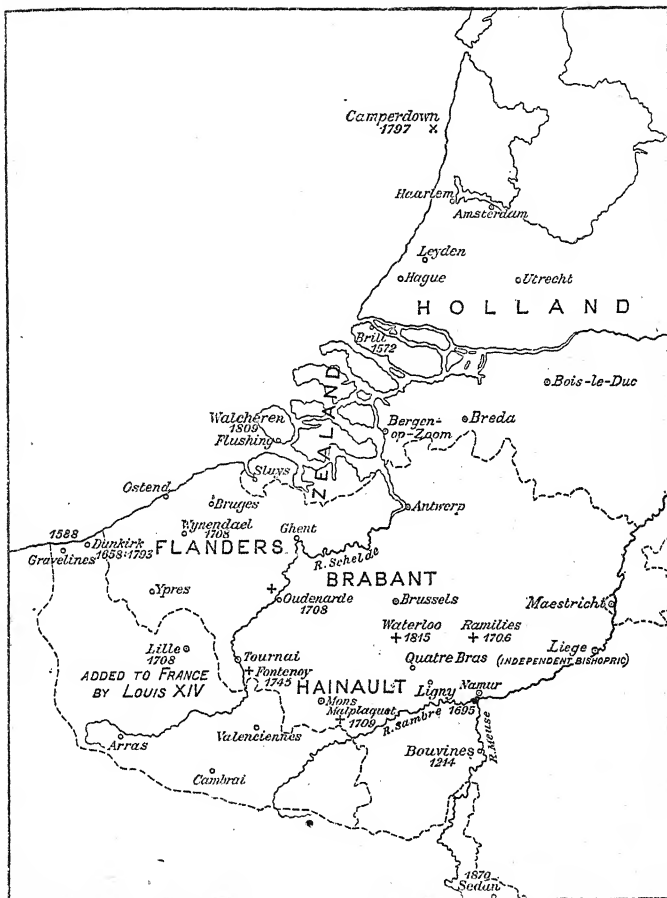 Camperdown
1797
Haarlem
Amsterdam
Leyden
Hague
Utrecht
HOLLAND
Brill
1572
Bois-le-Duc
ZEALAND
Walcheren
1809
Flushing
Bergen-
op-Zoom
Breda
Sluys
Ostend
Bruges
Antwerp
Wynendael
1708
Ghent
1588
Dunkirk
1658:1793
Gravelines
FLANDERS
R. Schelde
BRABANT
Ypres
Oudenarde
1708
Brussels
Maestricht
Waterloo
1815
Ramilies
1706
Lille
1708
Tournai
Quatre Bras
Liege
(INDEPENDENT BISHOPRIC)
ADDED TO FRANCE
BY LOUIS XIV
Fontenoy
1745
HAINAULT
Ligny
Namur
1695
Mons
Malplaquet
1709
R. Sambre
R. Meuse
Arras
Valenciennes
Bouvines
1214
Cambrai
1870
Sedan